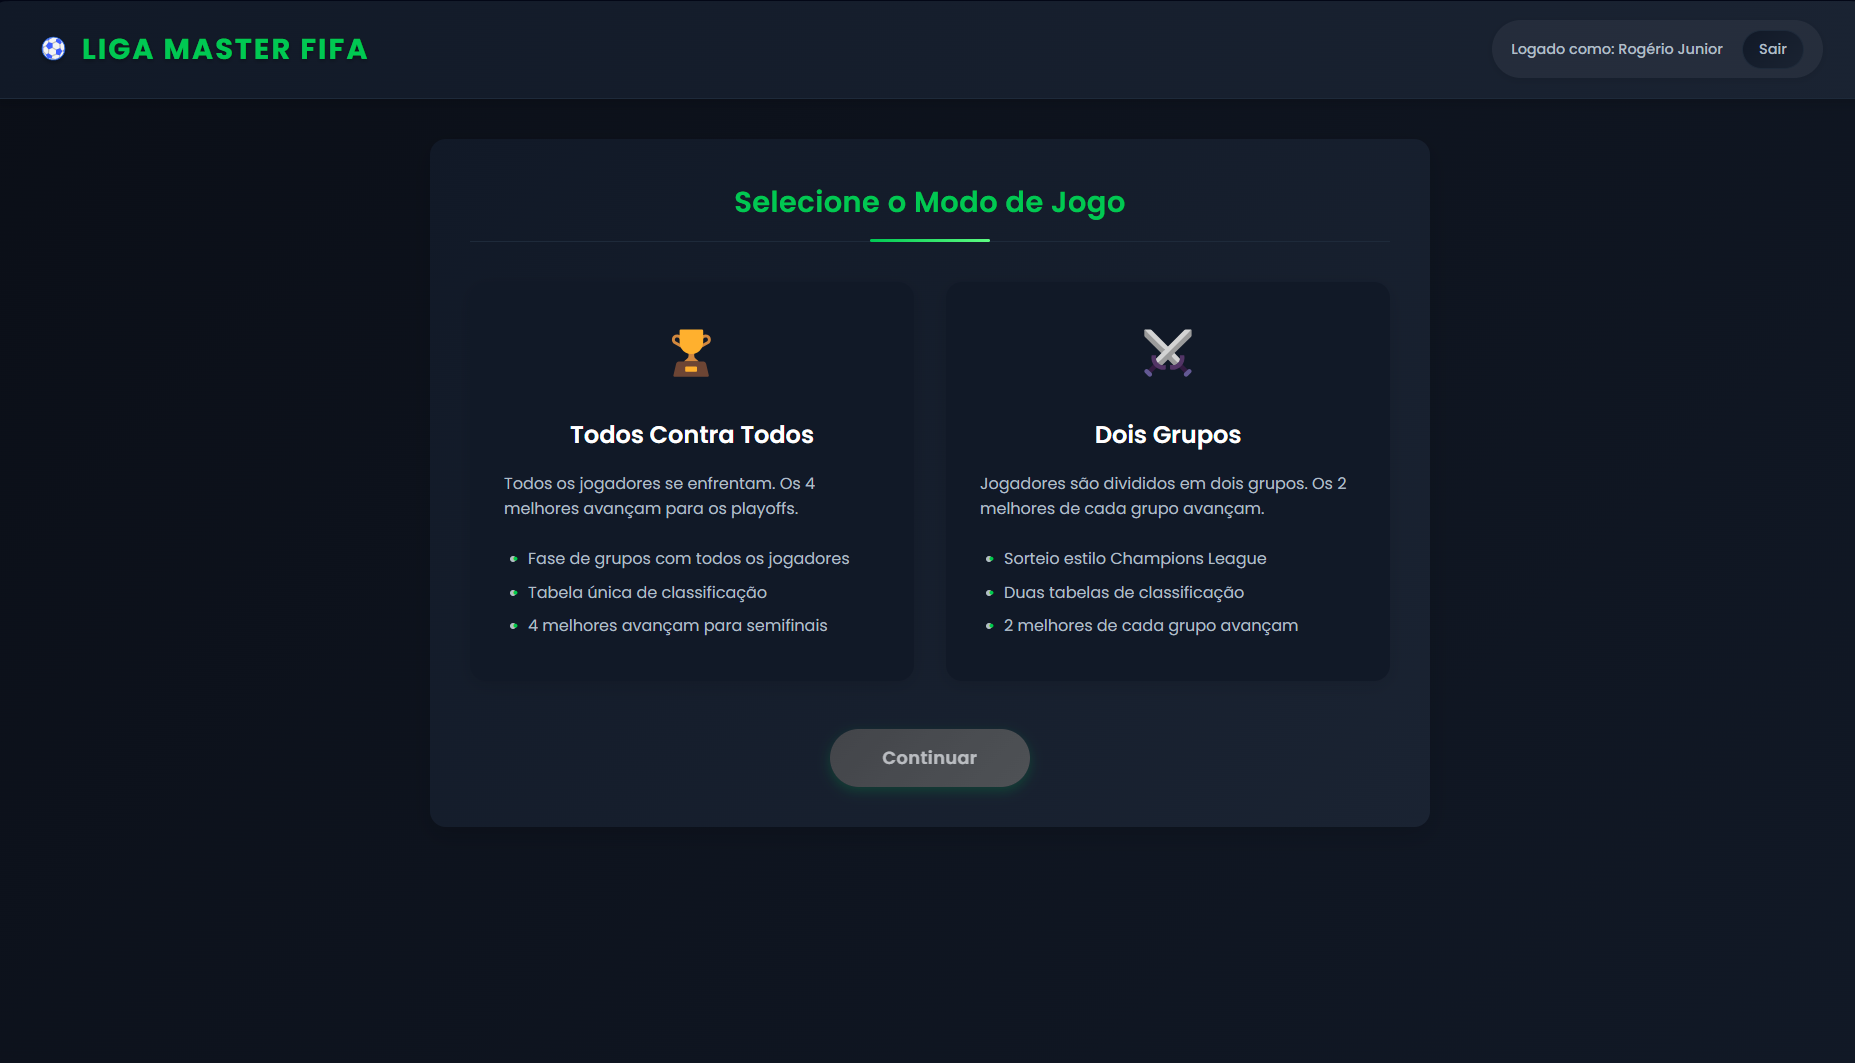 LIGA MASTER FIFA
Logado como: Rogério Junior
Sair
Selecione o Modo de Jogo
Todos Contra Todos
Todos os jogadores se enfrentam. Os 4
melhores avançam para os playoffs.
Fase de grupos com todos os jogadores
Tabela única de classificação
4 melhores avançam para semifinais
Dois Grupos
Jogadores são divididos em dois grupos. Os 2
melhores de cada grupo avançam.
Sorteio estilo Champions League
Duas tabelas de classificação
2 melhores de cada grupo avançam
Continuar